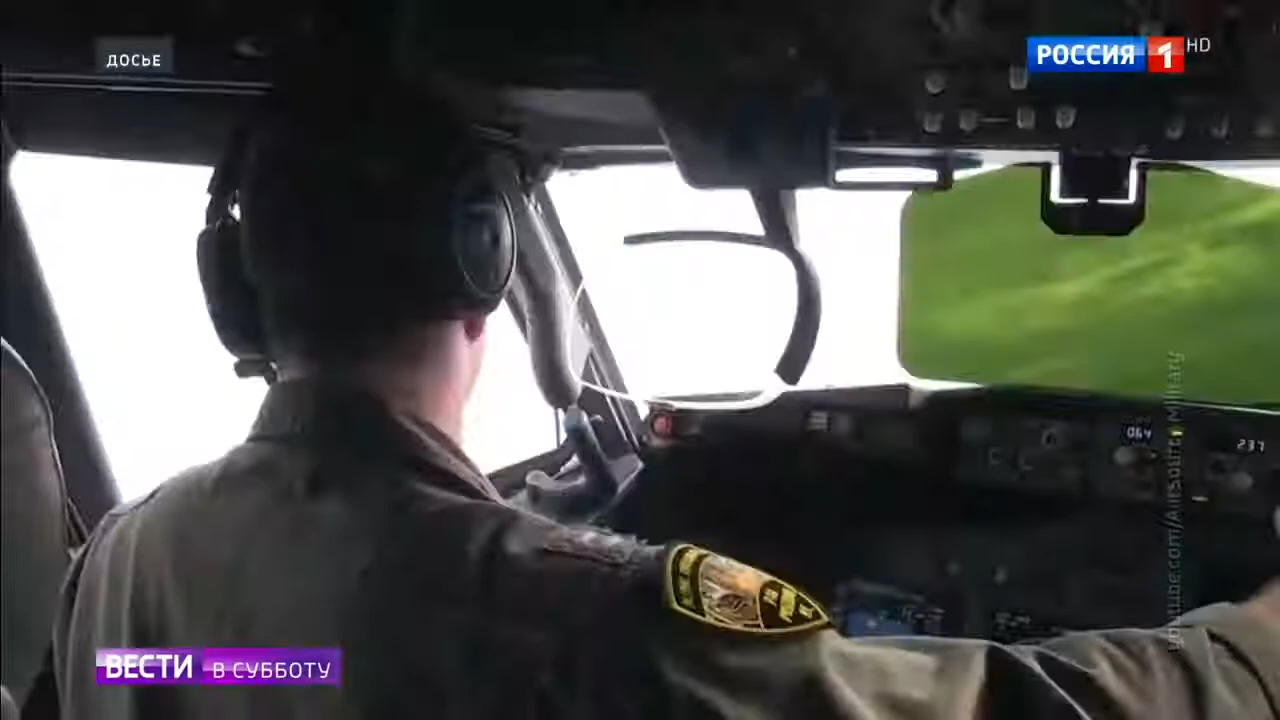 ДОСЬЕ
РОССИЯ 1 HD
064
237
youtube.com/AiirSource Military
ВЕСТИ В СУББОТУ